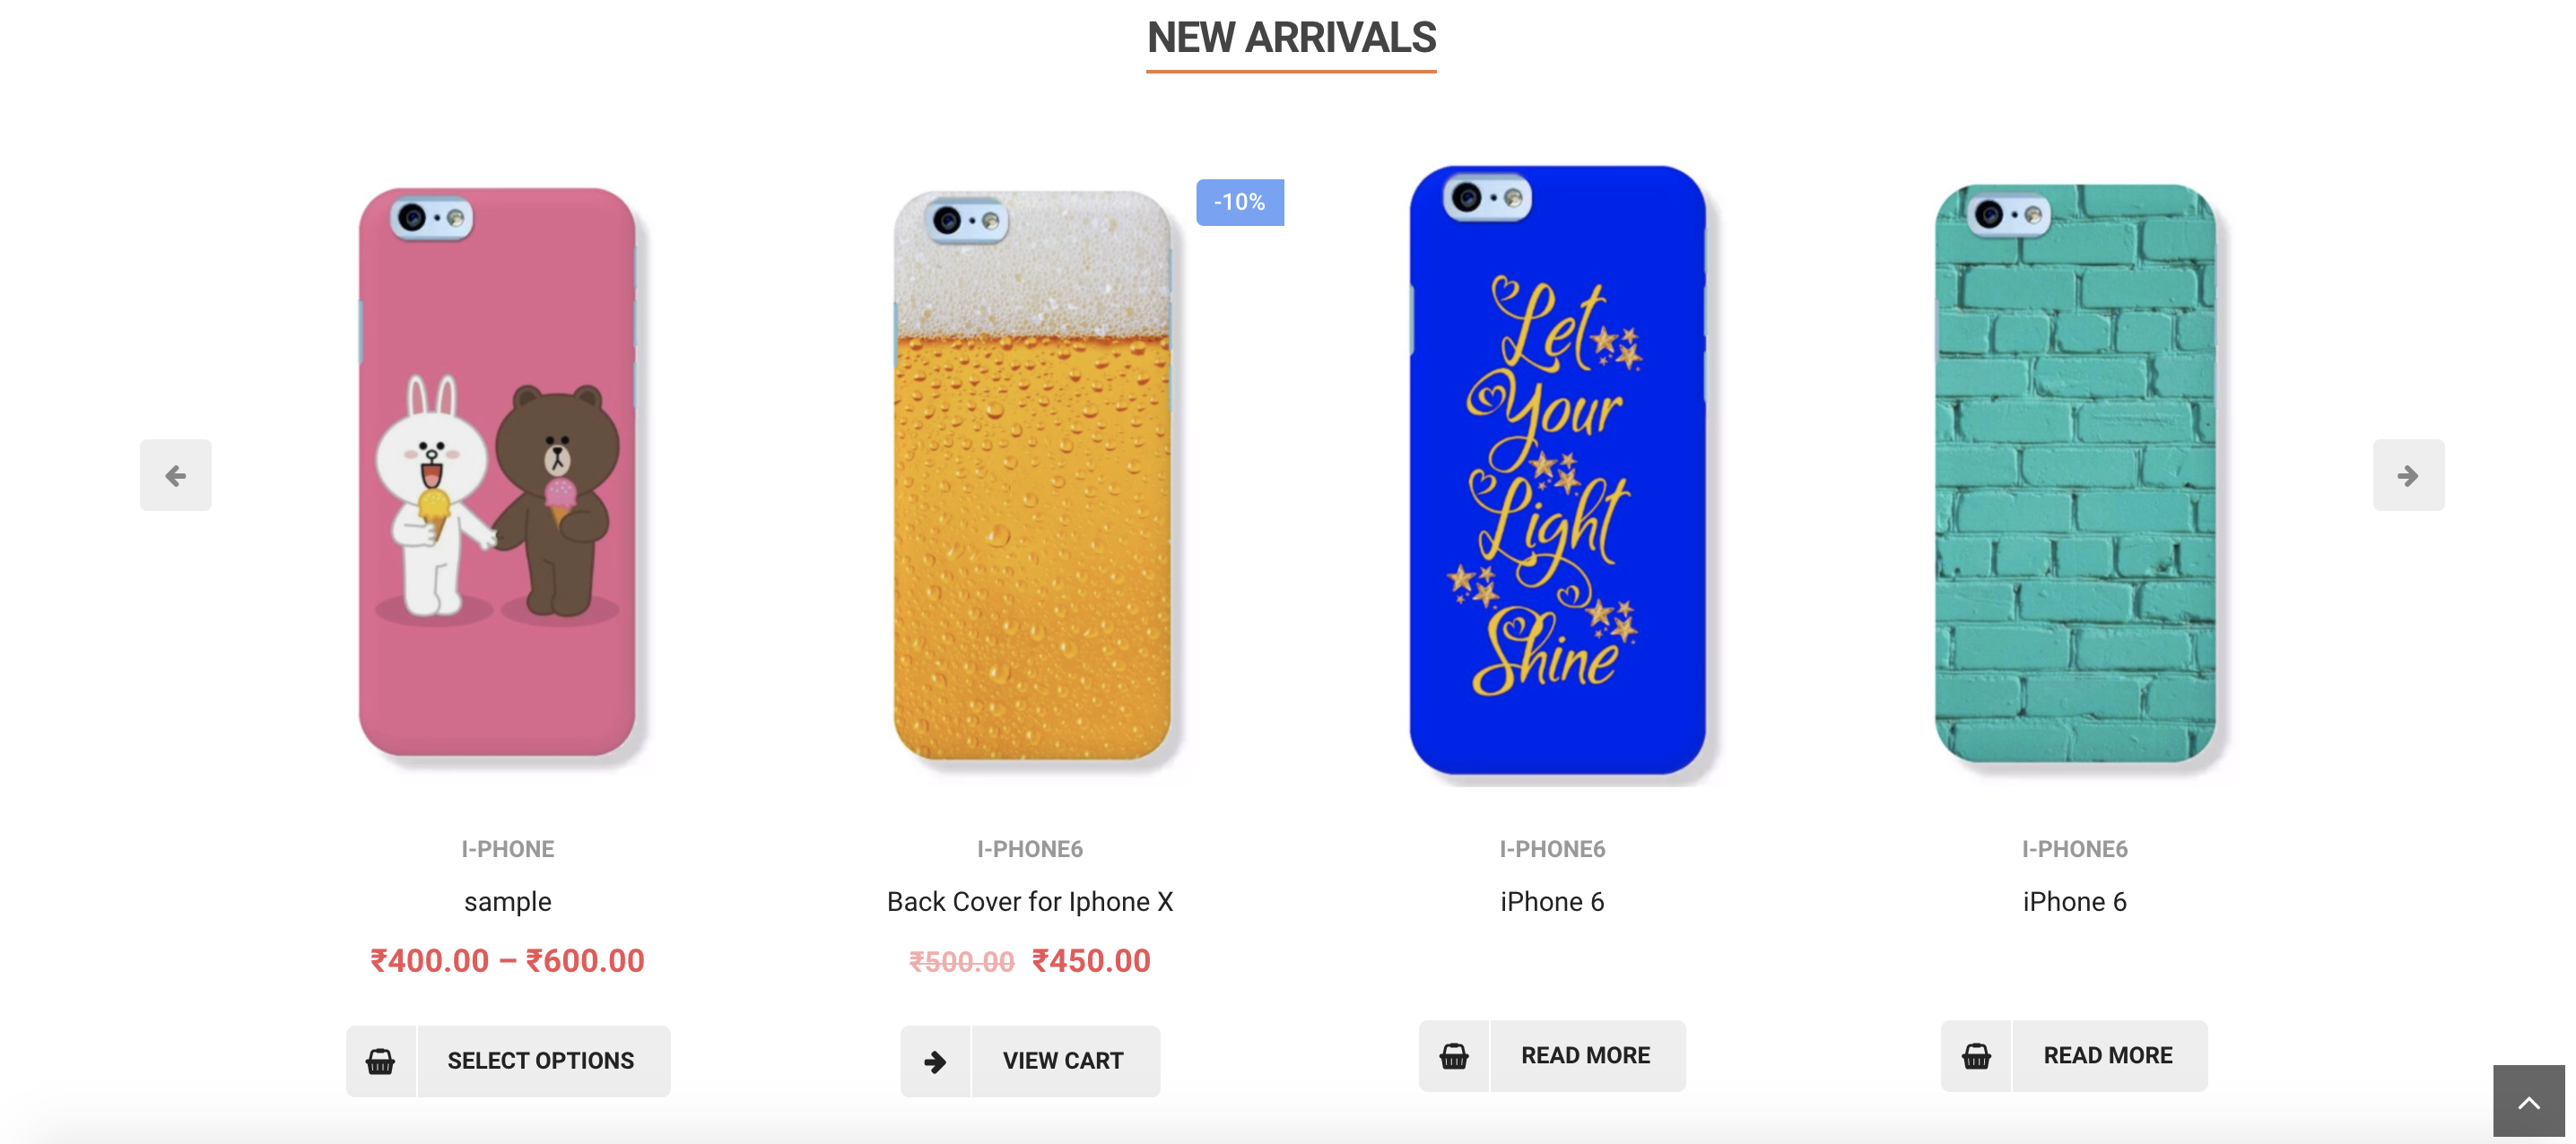 NEW ARRIVALS
-10%
Let
Your
Light
Shine
I-PHONE
sample
₹400.00 – ₹600.00
SELECT OPTIONS
I-PHONE6
Back Cover for Iphone X
₹500.00 ₹450.00
VIEW CART
I-PHONE6
iPhone 6
READ MORE
I-PHONE6
iPhone 6
READ MORE